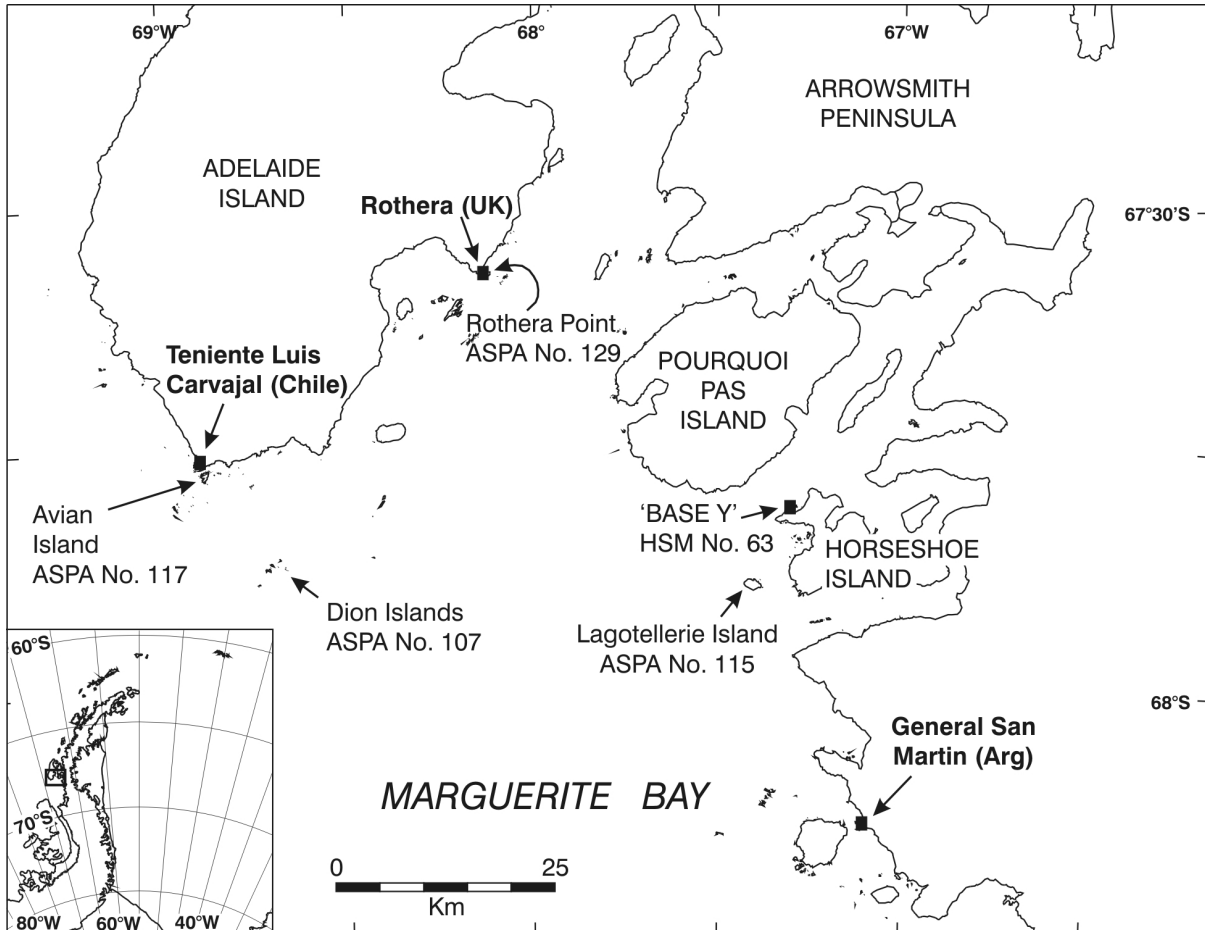 69°W
68°
67°W
ARROWSMITH
PENINSULA
ADELAIDE
ISLAND
Rothera (UK)
67°30'S
Rothera Point
ASPA No. 129
Teniente Luis
Carvajal (Chile)
POURQUOI
PAS
ISLAND
Avian
Island
ASPA No. 117
'BASE Y'
HSM No. 63
HORSESHOE
ISLAND
Dion Islands
ASPA No. 107
Lagotellerie Island
ASPA No. 115
60°S
68°S
General San
Martin (Arg)
MARGUERITE BAY
70°S
0 25
Km
80°W 60°W 40°W